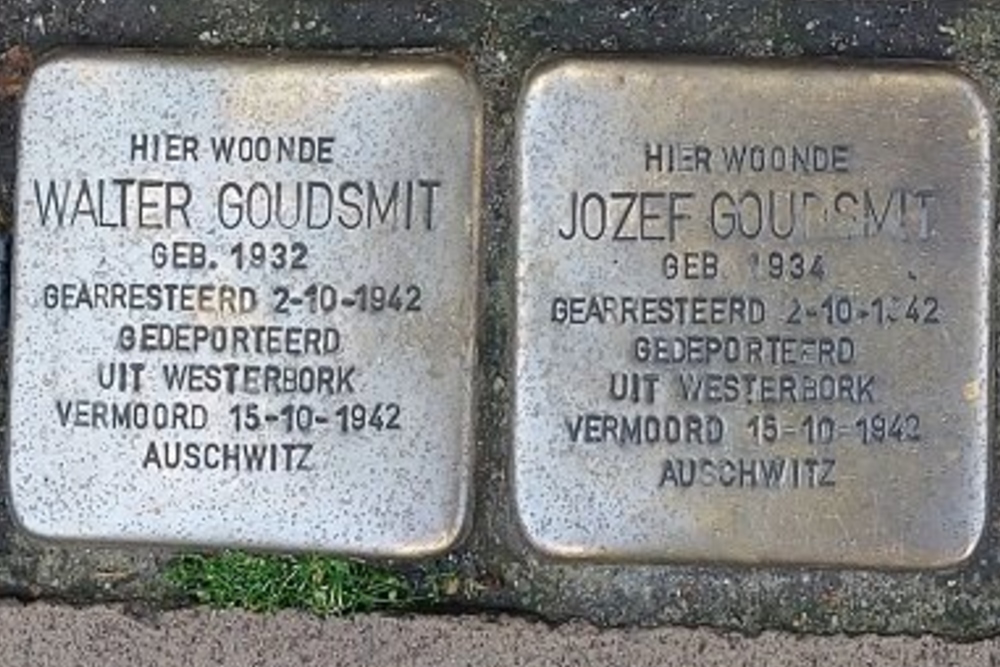 HIER WOONDE
WALTER GOUDSMIT
GEB. 1932
GEARRESTEERD 2-10-1942
GEDEPORTEERD
UIT WESTERBORK
VERMOORD 15-10-1942
AUSCHWITZ
HIER WOONDE
JOZEF GOUDSMIT
GEB 1934
GEARRESTEERD 2-10-1942
GEDEPORTEERD
UIT WESTERBORK
VERMOORD 15-10-1942
AUSCHWITZ